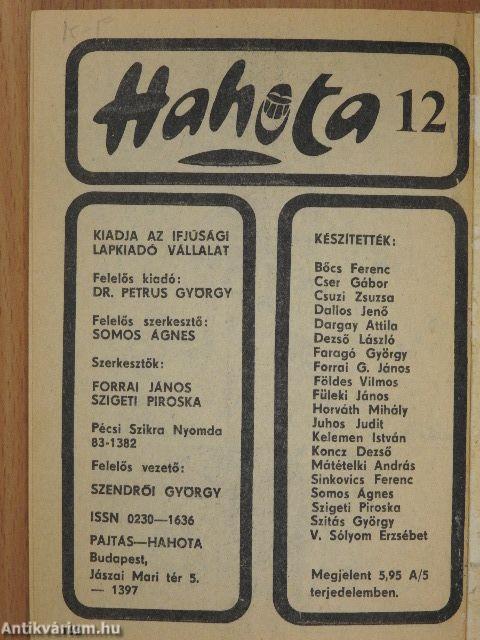 Hahota 12
KIADJA AZ IFJÚSÁGI
LAPKIADÓ VÁLLALAT
Felelős kiadó:
DR. PETRUS GYÖRGY
Felelős szerkesztő:
SOMOS ÁGNES
Szerkesztők:
FORRAI JÁNOS
SZIGETI PIROSKA
Pécsi Szikra Nyomda
83-1382
Felelős vezető:
SZENDRŐI GYÖRGY
ISSN 0230—1636
PAJTÁS—HAHOTA
Budapest,
Jászai Mari tér 5.
— 1397
KÉSZÍTETTÉK:
Bőcs Ferenc
Cser Gábor
Csuzi Zsuzsa
Dallos Jenő
Dargay Attila
Dezső László
Faragó György
Forrai G. János
Földes Vilmos
Füleki János
Horváth Mihály
Juhos Judit
Kelemen István
Koncz Dezső
Mátételki András
Sinkovics Ferenc
Somos Ágnes
Szigeti Piroska
Szitás György
V. Sólyom Erzsébet
Megjelent 5,95 A/5
terjedelemben.
Antikvárium.hu